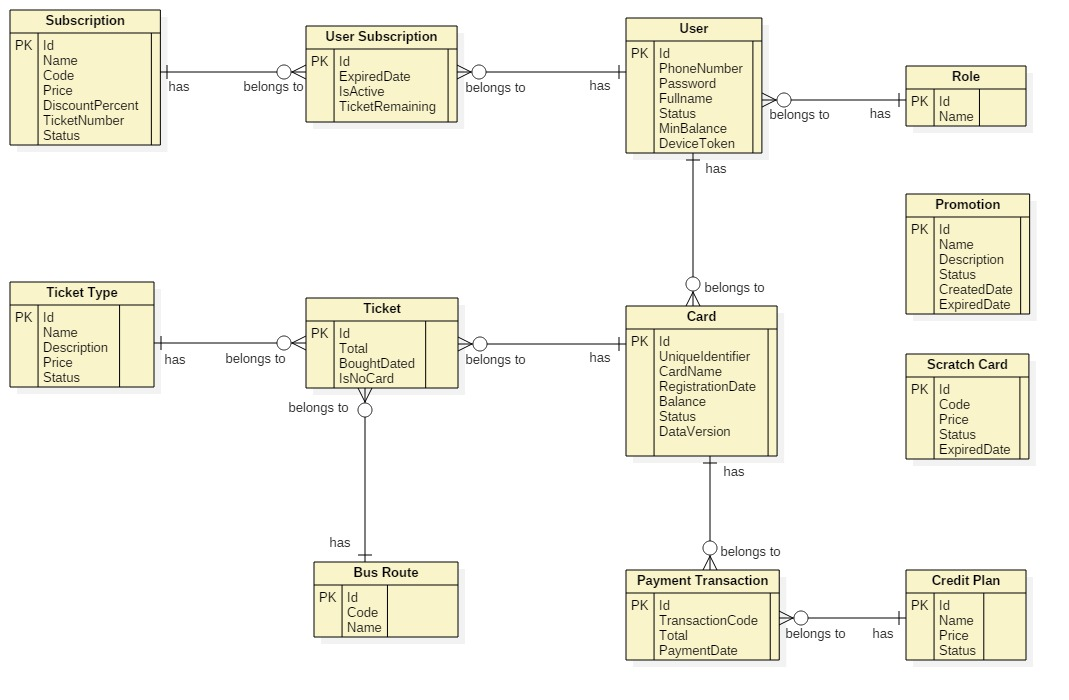 Subscription
PK Id
Name
Code
Price
DiscountPercent
TicketNumber
Status
has
belongs to
User Subscription
PK Id
ExpiredDate
IsActive
TicketRemaining
belongs to
has
User
PK Id
PhoneNumber
Password
Fullname
Status
MinBalance
DeviceToken
belongs to
has
Role
PK Id
Name
has
belongs to
Promotion
PK Id
Name
Description
Status
CreatedDate
ExpiredDate
Ticket Type
PK Id
Name
Description
Price
Status
has
belongs to
Ticket
PK Id
Total
BoughtDated
IsNoCard
belongs to
has
Card
PK Id
UniqueIdentifier
CardName
RegistrationDate
Balance
Status
DataVersion
Scratch Card
PK Id
Code
Price
Status
ExpiredDate
belongs to
has
Bus Route
PK Id
Code
Name
has
belongs to
Payment Transaction
PK Id
TransactionCode
Total
PaymentDate
belongs to
has
Credit Plan
PK Id
Name
Price
Status